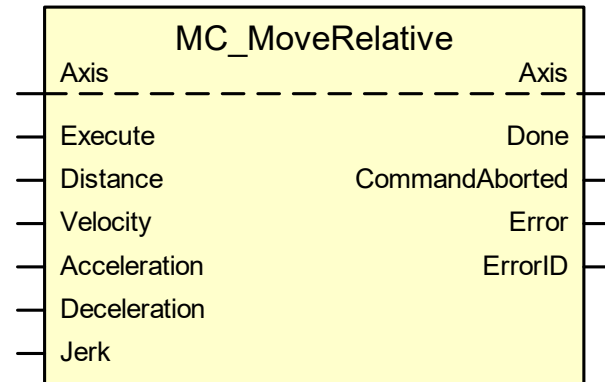 MC_MoveRelative
Axis Axis
Execute Done
Distance CommandAborted
Velocity Error
Acceleration ErrorID
Deceleration
Jerk